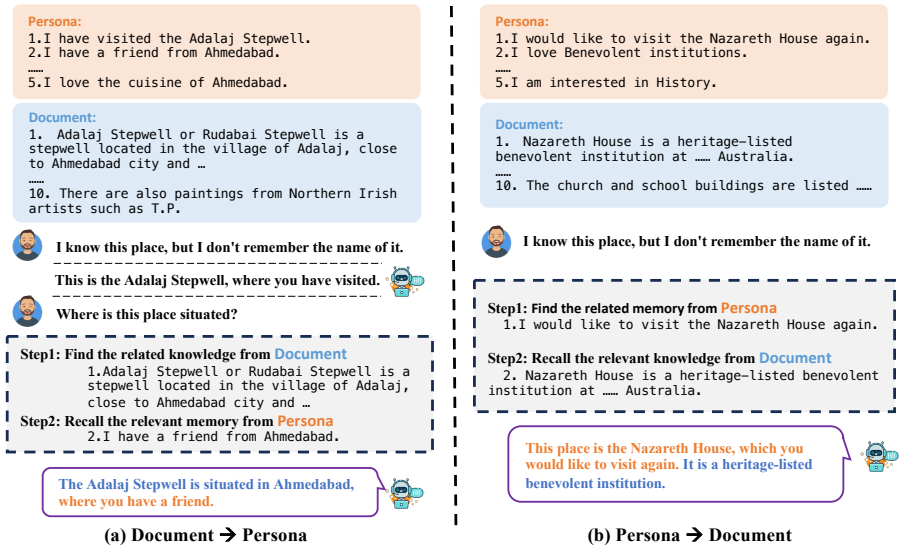 Persona:
1.I have visited the Adalaj Stepwell.
2.I have a friend from Ahmedabad.
……
5.I love the cuisine of Ahmedabad.
Document:
1. Adalaj Stepwell or Rudabai Stepwell is a
stepwell located in the village of Adalaj, close
to Ahmedabad city and …
……
10. There are also paintings from Northern Irish
artists such as T.P.
I know this place, but I don't remember the name of it.
This is the Adalaj Stepwell, where you have visited.
Where is this place situated?
Step1: Find the related knowledge from Document
1.Adalaj Stepwell or Rudabai Stepwell is a
stepwell located in the village of Adalaj,
close to Ahmedabad city and …
Step2: Recall the relevant memory from Persona
2.I have a friend from Ahmedabad.
The Adalaj Stepwell is situated in Ahmedabad,
where you have a friend.
(a) Document → Persona
Persona:
1.I would like to visit the Nazareth House again.
2.I love Benevolent institutions.
……
5.I am interested in History.
Document:
1. Nazareth House is a heritage-listed
benevolent institution at …… Australia.
……
10. The church and school buildings are listed ……
I know this place, but I don't remember the name of it.
Step1: Find the related memory from Persona
1.I would like to visit the Nazareth House again.
Step2: Recall the relevant knowledge from Document
2. Nazareth House is a heritage-listed benevolent
institution at …… Australia.
This place is the Nazareth House, which you
would like to visit again. It is a heritage-listed
benevolent institution.
(b) Persona → Document